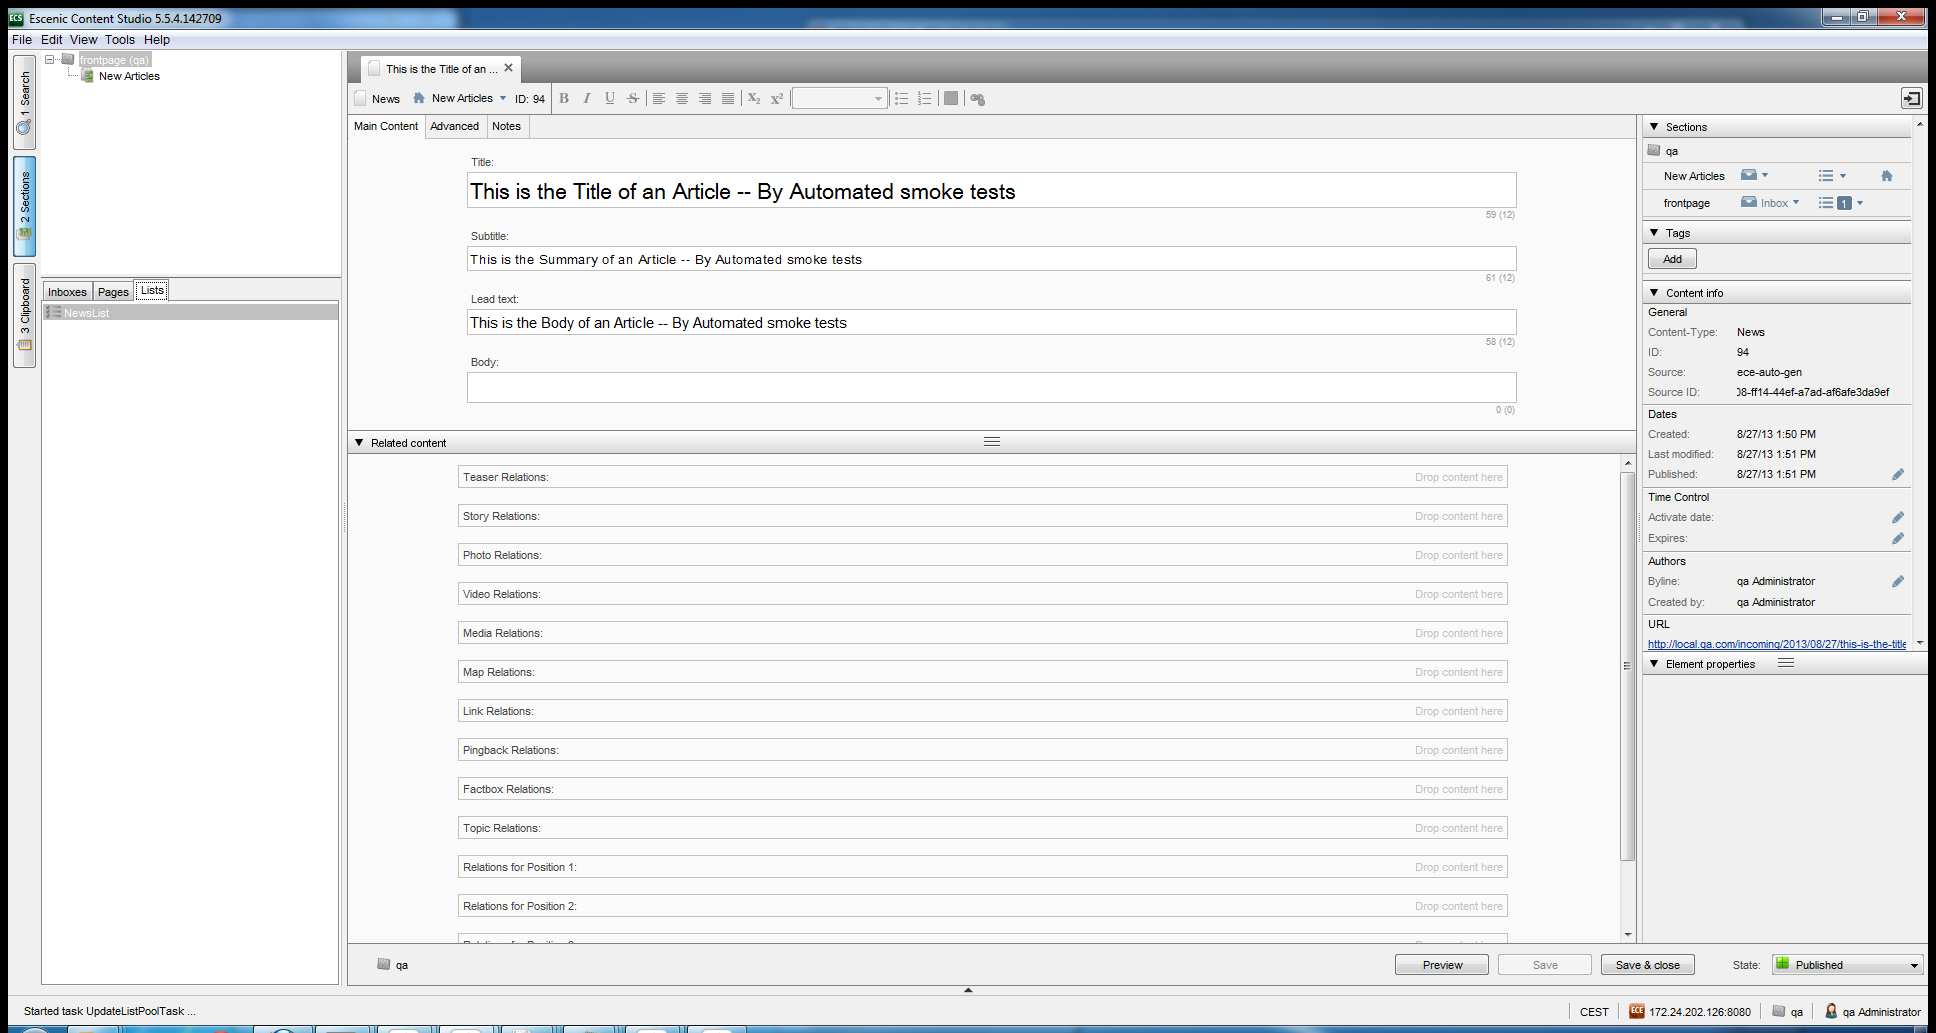 Escenic Content Studio 5.5.4.142709
File Edit View Tools Help
1 Search
2 Sections
3 Clipboard
frontpage (qa)
New Articles
Inboxes Pages Lists
NewsList
This is the Title of an ...
News New Articles ID: 94
Main Content Advanced Notes
Title:
This is the Title of an Article -- By Automated smoke tests
59 (12)
Subtitle:
This is the Summary of an Article -- By Automated smoke tests
61 (12)
Lead text:
This is the Body of an Article -- By Automated smoke tests
58 (12)
Body:
0 (0)
Related content
Teaser Relations: Drop content here
Story Relations: Drop content here
Photo Relations: Drop content here
Video Relations: Drop content here
Media Relations: Drop content here
Map Relations: Drop content here
Link Relations: Drop content here
Pingback Relations: Drop content here
Factbox Relations: Drop content here
Topic Relations: Drop content here
Relations for Position 1: Drop content here
Relations for Position 2: Drop content here
qa
Preview Save Save & close State: Published
Sections
qa
New Articles
frontpage Inbox 1
Tags
Add
Content info
General
Content-Type: News
ID: 94
Source: ece-auto-gen
Source ID: 08-ff14-44ef-a7ad-af6afe3da9ef
Dates
Created: 8/27/13 1:50 PM
Last modified: 8/27/13 1:51 PM
Published: 8/27/13 1:51 PM
Time Control
Activate date:
Expires:
Authors
Byline: qa Administrator
Created by: qa Administrator
URL
http://local.qa.com/incoming/2013/08/27/this-is-the-title
Element properties
Started task UpdateListPoolTask ...
CEST ECE 172.24.202.126:8080 qa qa Administrator